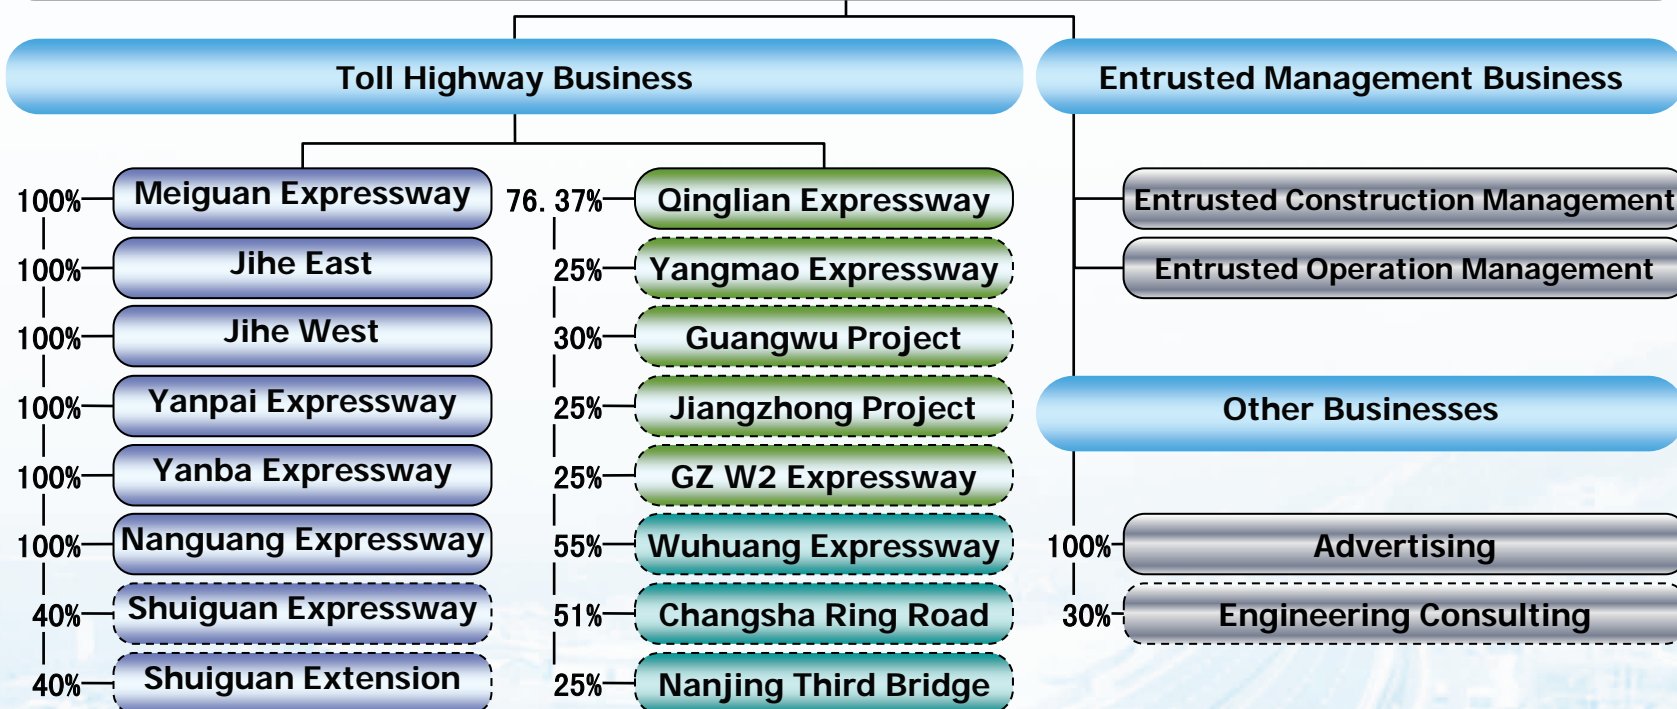 Toll Highway Business
Entrusted Management Business
100% Meiguan Expressway
100% Jihe East
100% Jihe West
100% Yanpai Expressway
100% Yanba Expressway
100% Nanguang Expressway
40% Shuiguan Expressway
40% Shuiguan Extension
76.37% Qinglian Expressway
25% Yangmao Expressway
30% Guangwu Project
25% Jiangzhong Project
25% GZ W2 Expressway
55% Wuhuang Expressway
51% Changsha Ring Road
25% Nanjing Third Bridge
Entrusted Construction Management
Entrusted Operation Management
Other Businesses
100% Advertising
30% Engineering Consulting